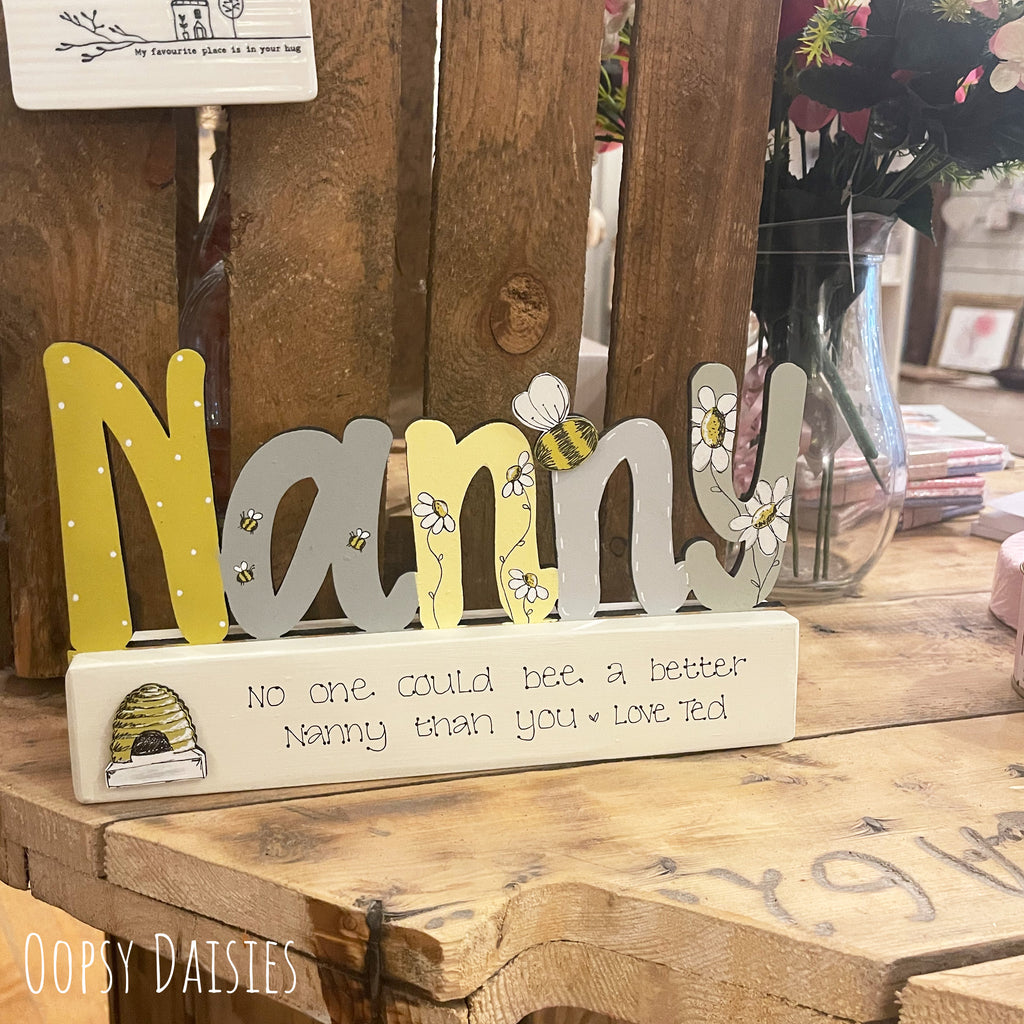 My favourite place is in your hug
Nanny
No one could bee a better
Nanny than you Love Ted
Oopsy Daisies